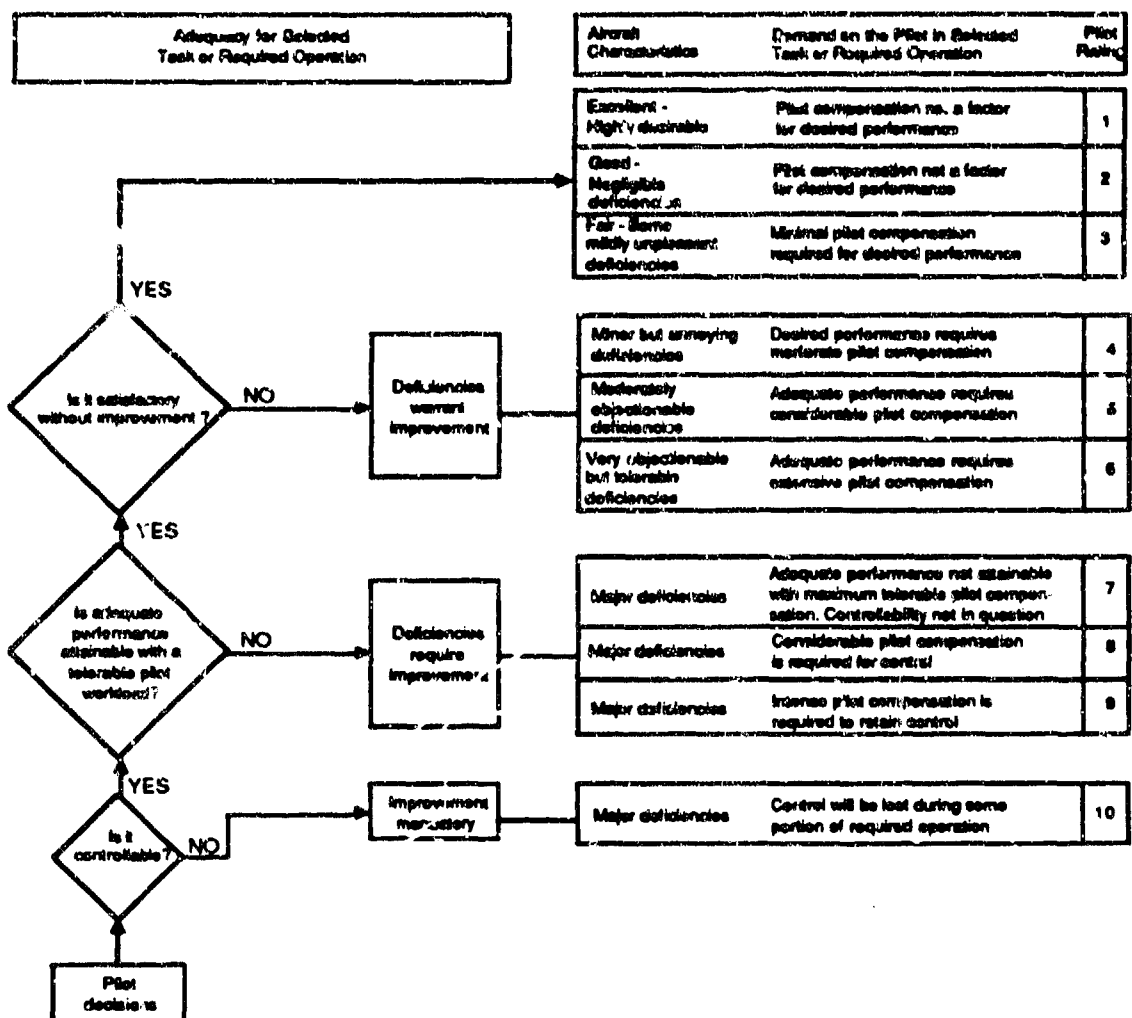 Adequacy for Selected
Task or Required Operation
Aircraft
Characteristics
Demand on the Pilot in Selected
Task or Required Operation
Pilot
Rating
Excellent -
Highly desirable
Pilot compensation no. a factor
for desired performance
1
Good -
Negligible
deficiencies
Pilot compensation not a factor
for desired performance
2
Fair - Some
mildly unpleasant
deficiencies
Minimal pilot compensation
required for desired performance
3
YES
Is it satisfactory
without improvement ?
NO
Deficiencies
warrant
improvement
Minor but annoying
deficiencies
Desired performance requires
moderate pilot compensation
4
Moderately
objectionable
deficiencies
Adequate performance requires
considerable pilot compensation
5
Very objectionable
but tolerable
deficiencies
Adequate performance requires
extensive pilot compensation
6
YES
Is adequate
performance
attainable with a
tolerable pilot
workload?
NO
Deficiencies
require
improvement
Major deficiencies
Adequate performance not attainable
with maximum tolerable pilot compen-
sation. Controllability not in question
7
Major deficiencies
Considerable pilot compensation
is required for control
8
Major deficiencies
Intense pilot compensation is
required to retain control
9
YES
Is it
controllable?
NO
Improvement
mandatory
Major deficiencies
Control will be lost during some
portion of required operation
10
Pilot
decisions